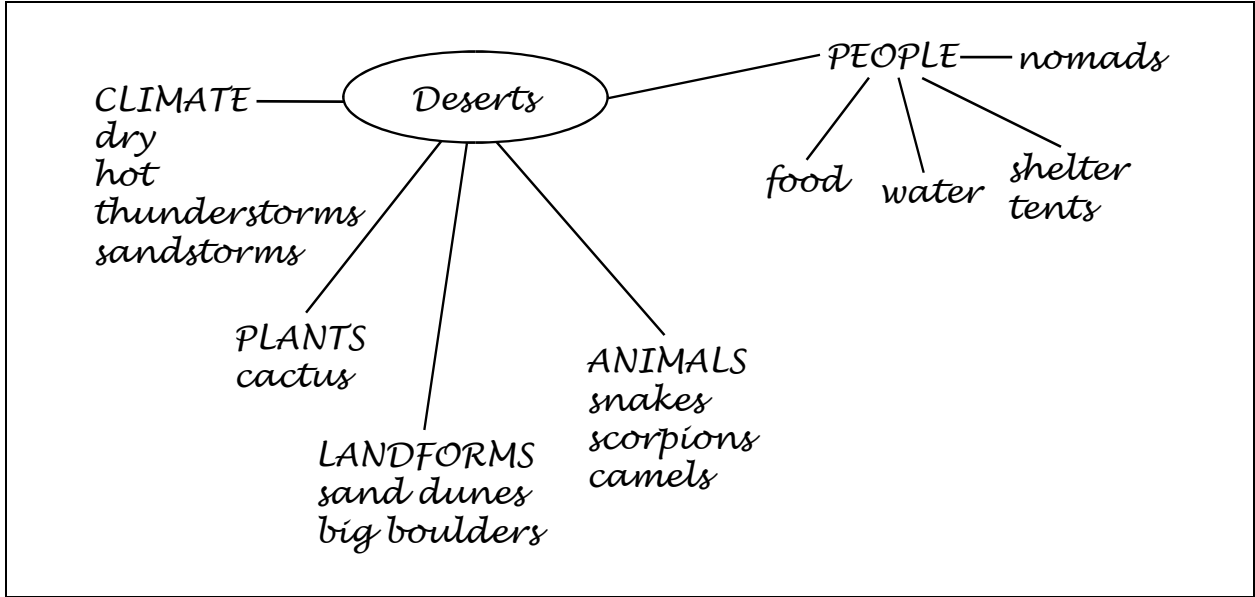 Deserts
CLIMATE
dry
hot
thunderstorms
sandstorms
PLANTS
cactus
LANDFORMS
sand dunes
big boulders
ANIMALS
snakes
scorpions
camels
PEOPLE
nomads
food
water
shelter
tents